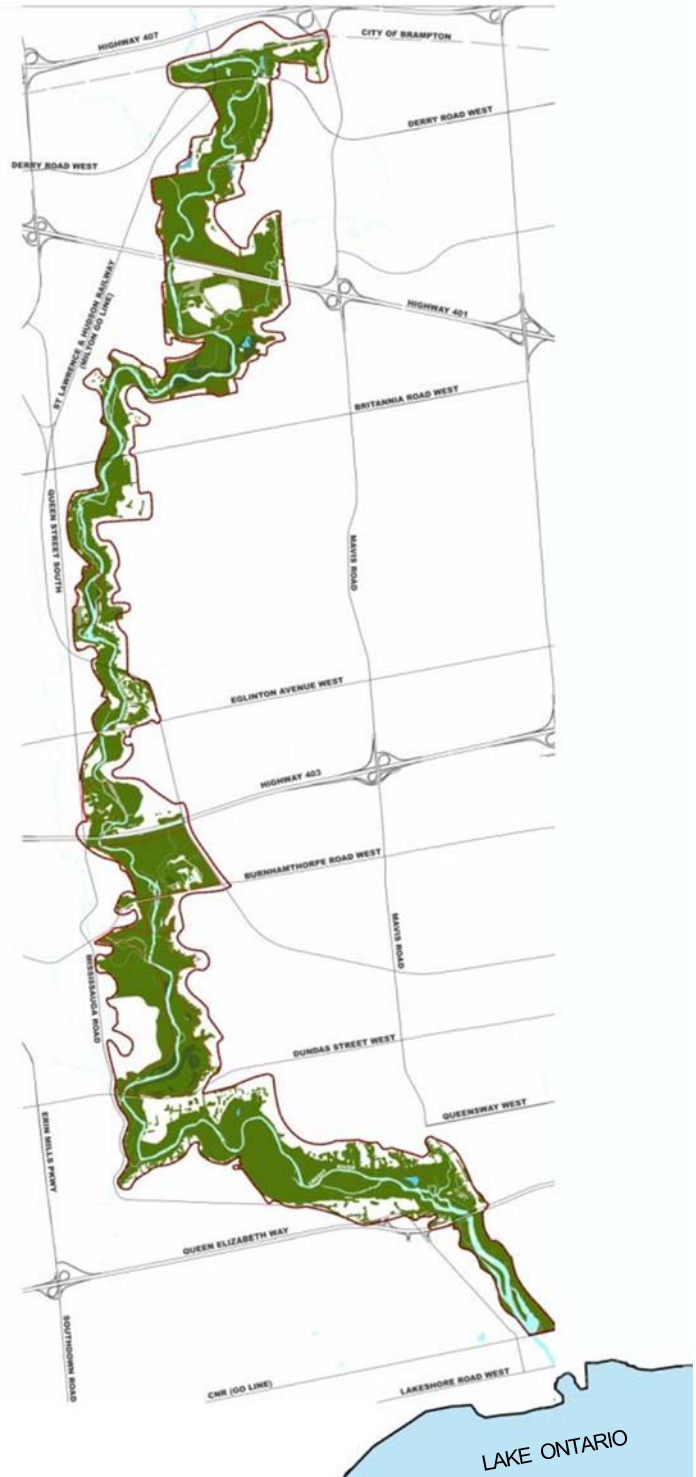 HIGHWAY 407
CITY OF BRAMPTON
DERRY ROAD WEST
DERRY ROAD WEST
ST LAWRENCE & HUDSON RAILWAY
(MILTON GO LINE)
HIGHWAY 401
BRITANNIA ROAD WEST
QUEEN STREET SOUTH
MAVIS ROAD
EGLINTON AVENUE WEST
HIGHWAY 403
BURNHAMTHORPE ROAD WEST
MAVIS ROAD
MISSISSAUGA ROAD
DUNDAS STREET WEST
QUEENSWAY WEST
ERIN MILLS PKWY
RIVER
QUEEN ELIZABETH WAY
SOUTHDOWN ROAD
CNR (GO LINE)
LAKESHORE ROAD WEST
LAKE ONTARIO